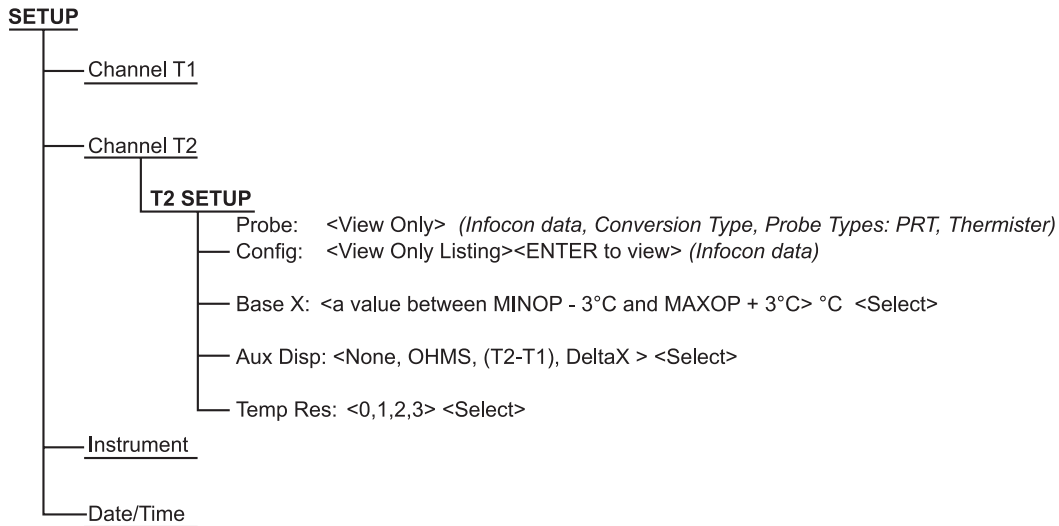 SETUP
Channel T1
Channel T2
T2 SETUP
Probe: <View Only> (Infocon data, Conversion Type, Probe Types: PRT, Thermister)
Config: <View Only Listing><ENTER to view> (Infocon data)
Base X: <a value between MINOP - 3°C and MAXOP + 3°C> °C <Select>
Aux Disp: <None, OHMS, (T2-T1), DeltaX > <Select>
Temp Res: <0,1,2,3> <Select>
Instrument
Date/Time